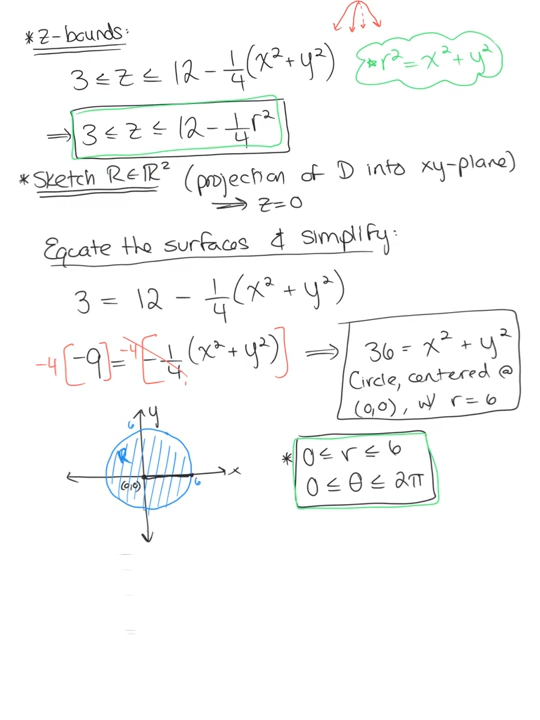 *Z-bounds:
3 ≤ z ≤ 12 - 1/4(x² + y²)
*r² = x² + y²
⟹ 3 ≤ z ≤ 12 - 1/4r²
*Sketch R∈ℝ² (projection of D into xy-plane)
⟹ z=0
Equate the surfaces & simplify:
3 = 12 - 1/4(x² + y²)
-4[-9] = -4[-1/4(x² + y²)] ⟹ 36 = x² + y²
Circle, centered @
(0,0), w/ r = 6
6 y
R
x
(0,0) 6
* 0 ≤ r ≤ 6
0 ≤ θ ≤ 2π